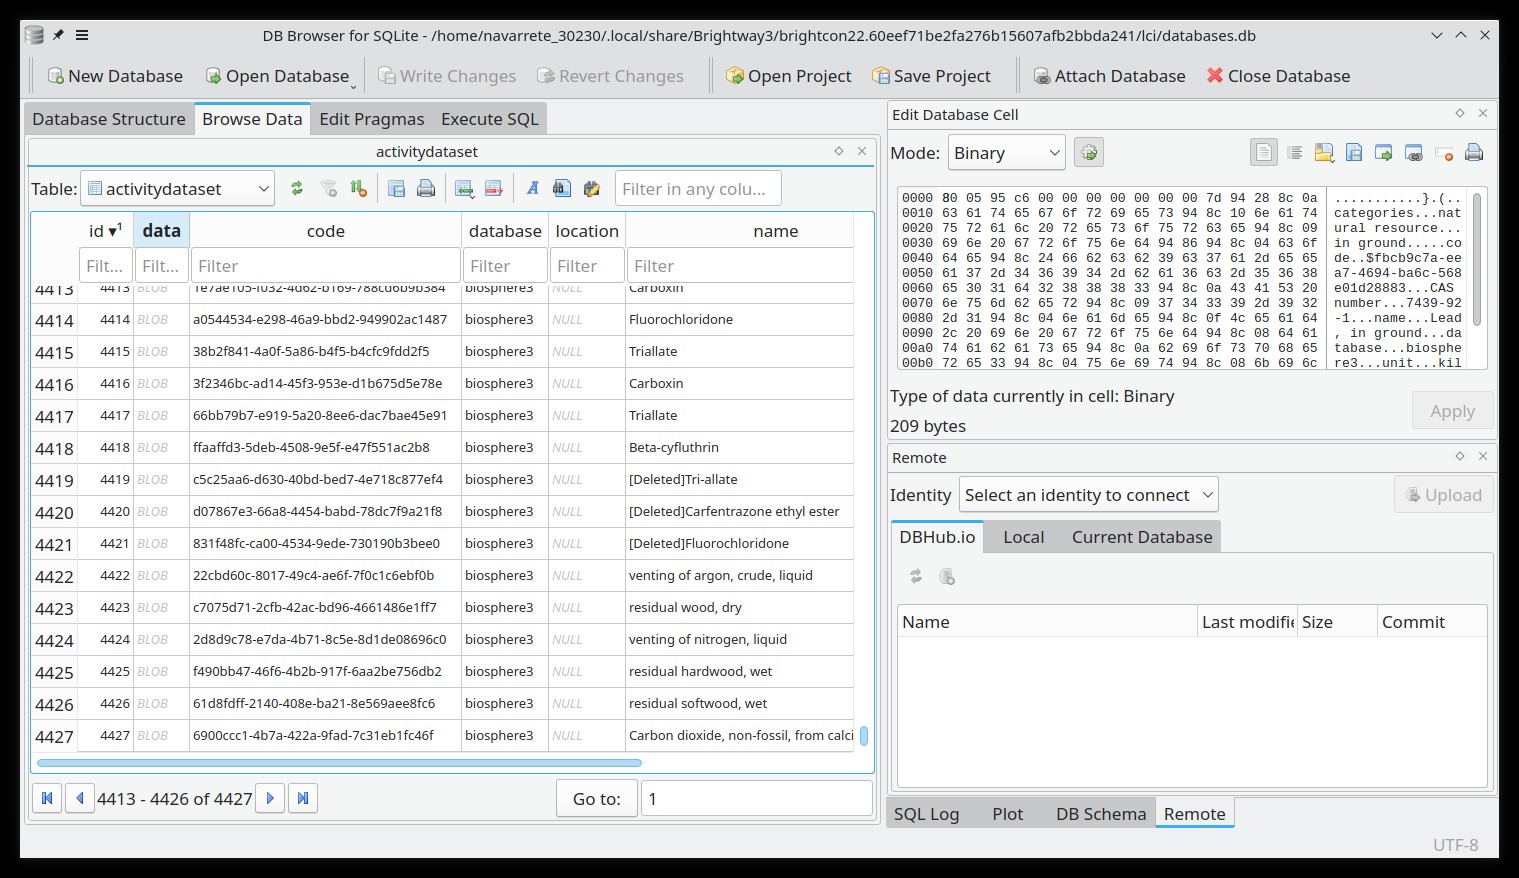 DB Browser for SQLite - /home/navarrete_30230/.local/share/Brightway3/brightcon22.60eef71be2fa276b15607afb2bbda241/lci/databases.db
New Database Open Database Write Changes Revert Changes Open Project Save Project Attach Database Close Database
Database Structure Browse Data Edit Pragmas Execute SQL
activitydataset
Table: activitydataset Filter in any colu...
id ▾¹ data code database location name
Filt... Filt... Filter Filter Filter Filter
4413 4413 BLOB 1e7ae105-f032-4d62-b169-788cd6b9b384 biosphere3 NULL Carboxin
4414 4414 BLOB a0544534-e298-46a9-bbd2-949902ac1487 biosphere3 NULL Fluorochloridone
4415 4415 BLOB 38b2f841-4a0f-5a86-b4f5-b4cfc9fdd2f5 biosphere3 NULL Triallate
4416 4416 BLOB 3f2346bc-ad14-45f3-953e-d1b675d5e78e biosphere3 NULL Carboxin
4417 4417 BLOB 66bb79b7-e919-5a20-8ee6-dac7bae45e91 biosphere3 NULL Triallate
4418 4418 BLOB ffaaffd3-5deb-4508-9e5f-e47f551ac2b8 biosphere3 NULL Beta-cyfluthrin
4419 4419 BLOB c5c25aa6-d630-40bd-bed7-4e718c877ef4 biosphere3 NULL [Deleted]Tri-allate
4420 4420 BLOB d07867e3-66a8-4454-babd-78dc7f9a21f8 biosphere3 NULL [Deleted]Carfentrazone ethyl ester
4421 4421 BLOB 831f48fc-ca00-4534-9ede-730190b3bee0 biosphere3 NULL [Deleted]Fluorochloridone
4422 4422 BLOB 22cbd60c-8017-49c4-ae6f-7f0c1c6ebf0b biosphere3 NULL venting of argon, crude, liquid
4423 4423 BLOB c7075d71-2cfb-42ac-bd96-4661486e1ff7 biosphere3 NULL residual wood, dry
4424 4424 BLOB 2d8d9c78-e7da-4b71-8c5e-8d1de08696c0 biosphere3 NULL venting of nitrogen, liquid
4425 4425 BLOB f490bb47-46f6-4b2b-917f-6aa2be756db2 biosphere3 NULL residual hardwood, wet
4426 4426 BLOB 61d8fdff-2140-408e-ba21-8e569aee8fc6 biosphere3 NULL residual softwood, wet
4427 4427 BLOB 6900ccc1-4b7a-422a-9fad-7c31eb1fc46f biosphere3 NULL Carbon dioxide, non-fossil, from calci
4413 - 4426 of 4427 Go to: 1
Edit Database Cell
Mode: Binary
0000 80 05 95 c6 00 00 00 00 00 00 00 7d 94 28 8c 0a ...........}.(..
0010 63 61 74 65 67 6f 72 69 65 73 94 8c 10 6e 61 74 categories...nat
0020 75 72 61 6c 20 72 65 73 6f 75 72 63 65 94 8c 09 ural resource...
0030 69 6e 20 67 72 6f 75 6e 64 94 86 94 8c 04 63 6f in ground.....co
0040 64 65 94 8c 24 66 62 63 62 39 63 37 61 2d 65 65 de..$fbcb9c7a-ee
0050 61 37 2d 34 36 39 34 2d 62 61 36 63 2d 35 36 38 a7-4694-ba6c-568
0060 65 30 31 64 32 38 38 38 33 94 8c 0a 43 41 53 20 e01d28883...CAS
0070 6e 75 6d 62 65 72 94 8c 09 37 34 33 39 2d 39 32 number...7439-92
0080 2d 31 94 8c 04 6e 61 6d 65 94 8c 0f 4c 65 61 64 -1...name...Lead
0090 2c 20 69 6e 20 67 72 6f 75 6e 64 94 8c 08 64 61 , in ground...da
00a0 74 61 62 61 73 65 94 8c 0a 62 69 6f 73 70 68 65 tabase...biosphe
00b0 72 65 33 94 8c 04 75 6e 69 74 94 8c 08 6b 69 6c re3...unit...kil
Type of data currently in cell: Binary
209 bytes
Apply
Remote
Identity Select an identity to connect Upload
DBHub.io Local Current Database
Name Last modifie Size Commit
SQL Log Plot DB Schema Remote
UTF-8